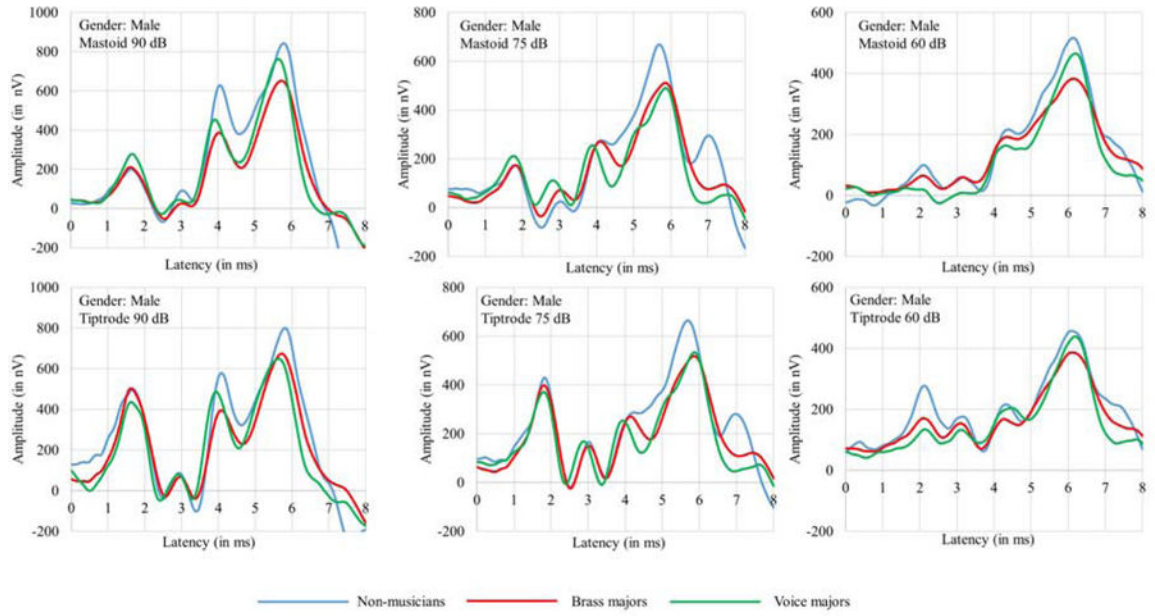 Gender: Male
Mastoid 90 dB
Amplitude (in nV)
1000
800
600
400
200
0
-200
0 1 2 3 4 5 6 7 8
Latency (in ms)
Gender: Male
Mastoid 75 dB
Amplitude (in nV)
800
600
400
200
0
-200
0 1 2 3 4 5 6 7 8
Latency (in ms)
Gender: Male
Mastoid 60 dB
Amplitude (in nV)
600
400
200
0
-200
0 1 2 3 4 5 6 7 8
Latency (in ms)
Gender: Male
Tiptrode 90 dB
Amplitude (in nV)
1000
800
600
400
200
0
-200
0 1 2 3 4 5 6 7 8
Latency (in ms)
Gender: Male
Tiptrode 75 dB
Amplitude (in nV)
800
600
400
200
0
-200
0 1 2 3 4 5 6 7 8
Latency (in ms)
Gender: Male
Tiptrode 60 dB
Amplitude (in nV)
600
400
200
0
-200
0 1 2 3 4 5 6 7 8
Latency (in ms)
Non-musicians Brass majors Voice majors